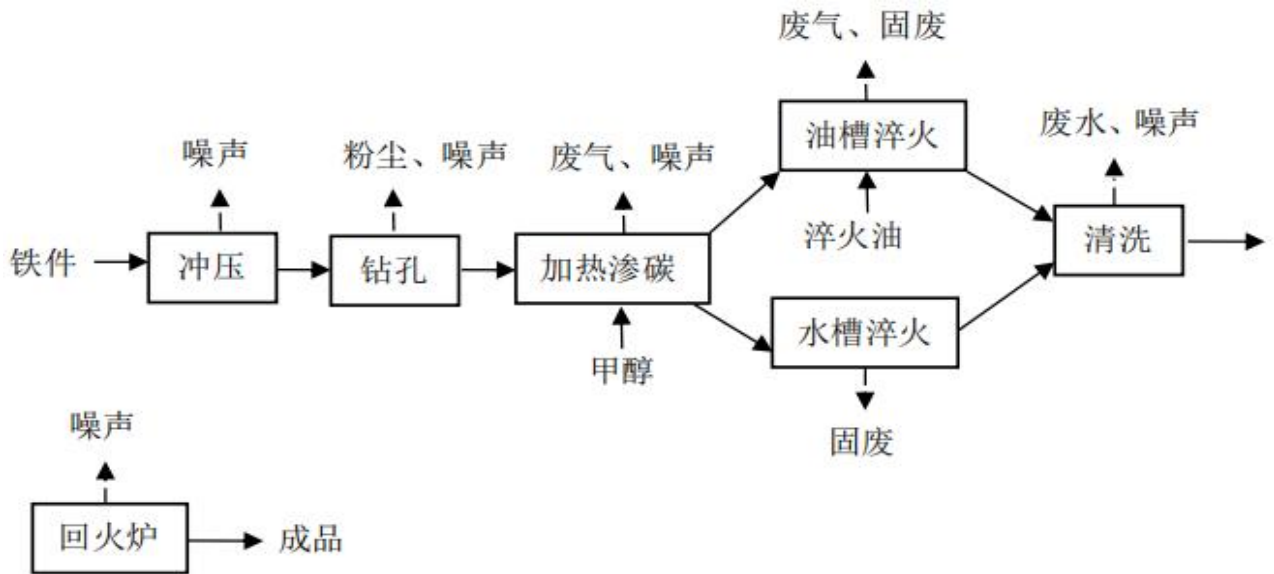 废气、固废
油槽淬火
废水、噪声
噪声
粉尘、噪声
废气、噪声
淬火油
清洗
铁件
冲压
钻孔
加热渗碳
水槽淬火
甲醇
固废
噪声
回火炉
成品